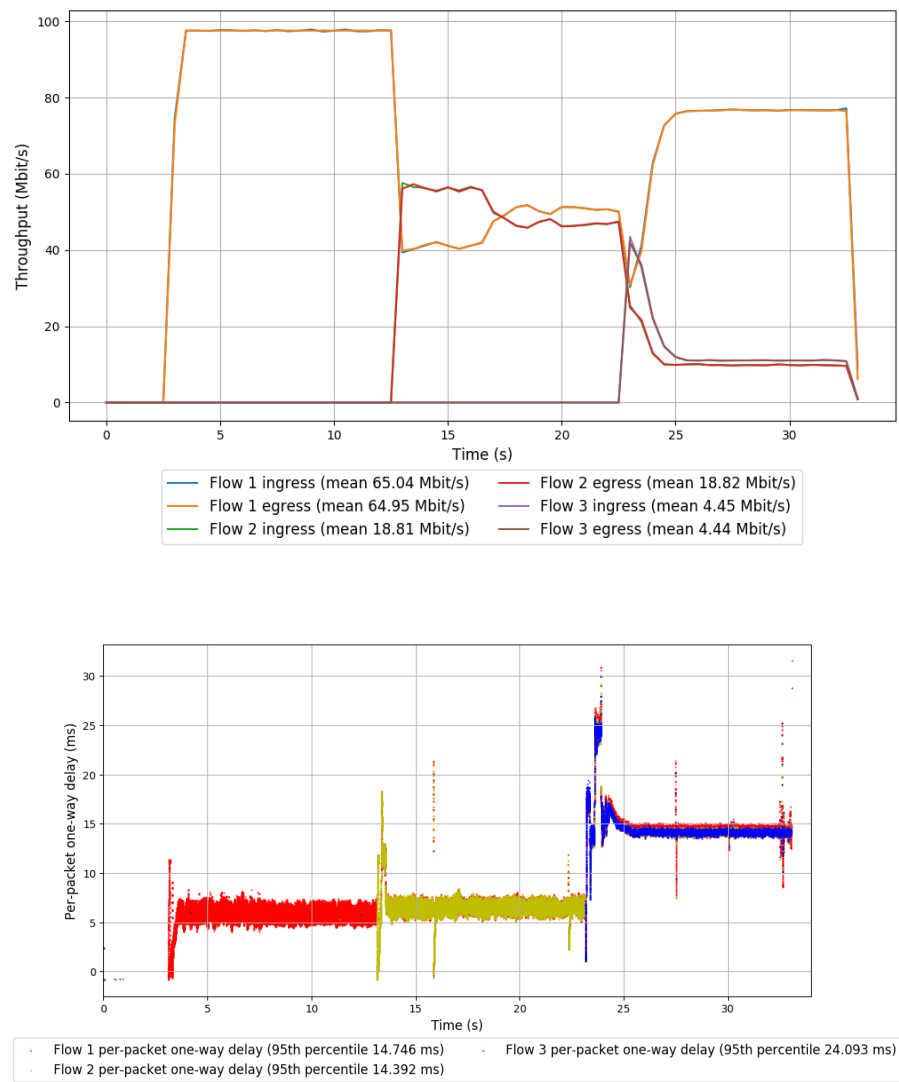 100
80
60
40
20
0
Throughput (Mbit/s)
0 5 10 15 20 25 30
Time (s)
Flow 1 ingress (mean 65.04 Mbit/s) Flow 2 egress (mean 18.82 Mbit/s)
Flow 1 egress (mean 64.95 Mbit/s) Flow 3 ingress (mean 4.45 Mbit/s)
Flow 2 ingress (mean 18.81 Mbit/s) Flow 3 egress (mean 4.44 Mbit/s)
30
25
20
15
10
5
0
Per-packet one-way delay (ms)
0 5 10 15 20 25 30
Time (s)
Flow 1 per-packet one-way delay (95th percentile 14.746 ms) Flow 3 per-packet one-way delay (95th percentile 24.093 ms)
Flow 2 per-packet one-way delay (95th percentile 14.392 ms)